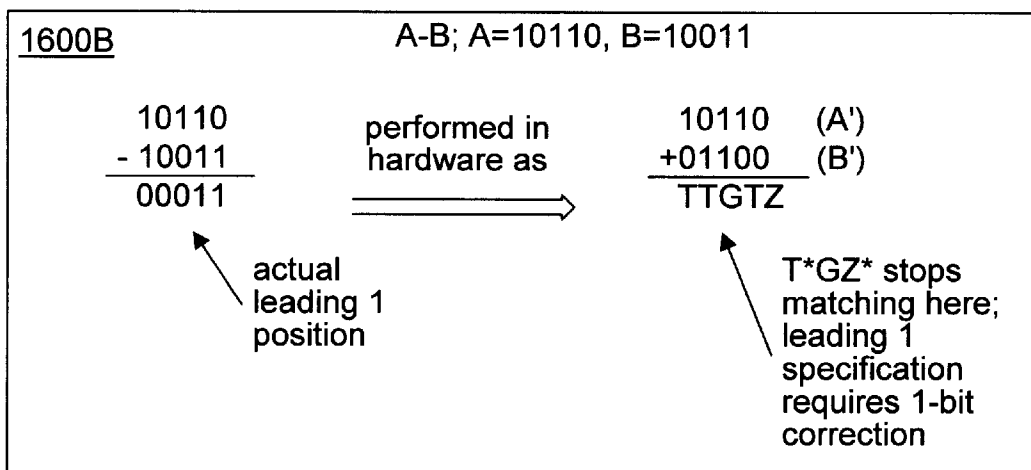 1600B
A-B; A=10110, B=10011
10110
- 10011
00011
actual
leading 1
position
performed in
hardware as
10110 (A')
+01100 (B')
TTGTZ
T*GZ* stops
matching here;
leading 1
specification
requires 1-bit
correction